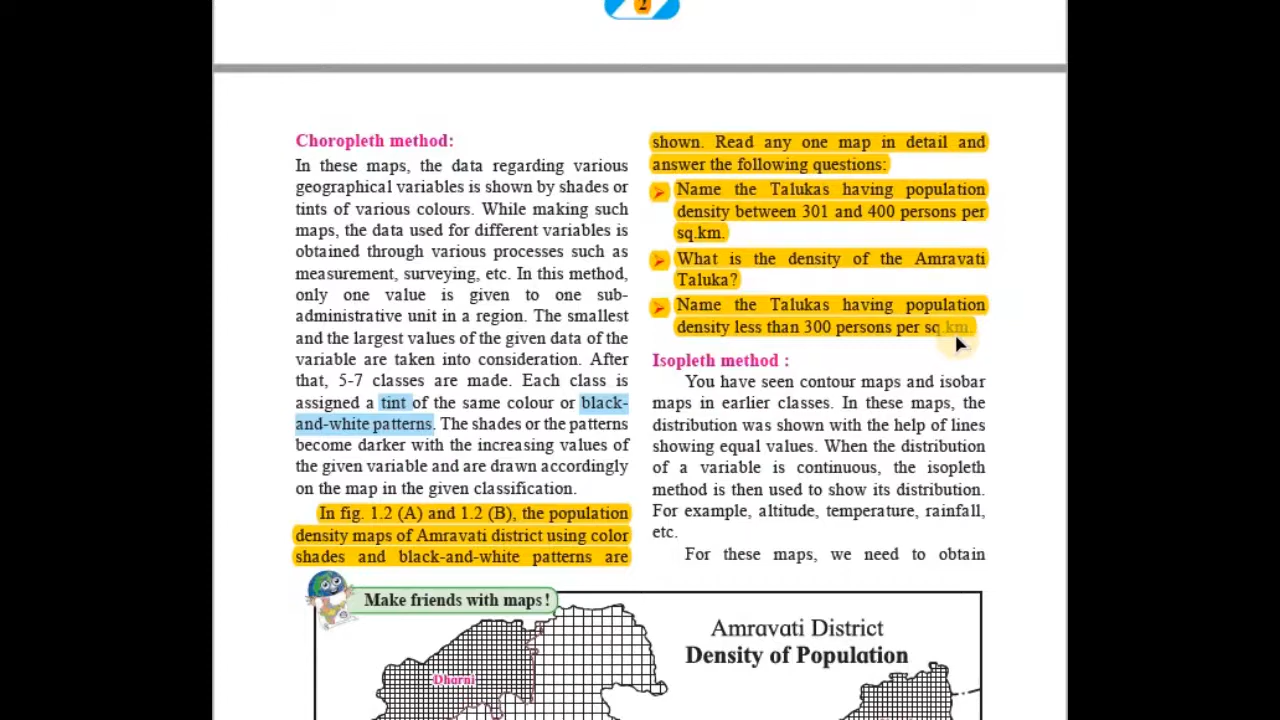 2
Choropleth method:
In these maps, the data regarding various
geographical variables is shown by shades or
tints of various colours. While making such
maps, the data used for different variables is
obtained through various processes such as
measurement, surveying, etc. In this method,
only one value is given to one sub-
administrative unit in a region. The smallest
and the largest values of the given data of the
variable are taken into consideration. After
that, 5-7 classes are made. Each class is
assigned a tint of the same colour or black-
and-white patterns. The shades or the patterns
become darker with the increasing values of
the given variable and are drawn accordingly
on the map in the given classification.
In fig. 1.2 (A) and 1.2 (B), the population
density maps of Amravati district using color
shades and black-and-white patterns are
shown. Read any one map in detail and
answer the following questions:
➢ Name the Talukas having population
density between 301 and 400 persons per
sq.km.
➢ What is the density of the Amravati
Taluka?
➢ Name the Talukas having population
density less than 300 persons per sq.km.
Isopleth method :
You have seen contour maps and isobar
maps in earlier classes. In these maps, the
distribution was shown with the help of lines
showing equal values. When the distribution
of a variable is continuous, the isopleth
method is then used to show its distribution.
For example, altitude, temperature, rainfall,
etc.
For these maps, we need to obtain
Make friends with maps!
Amravati District
Density of Population
Dharni